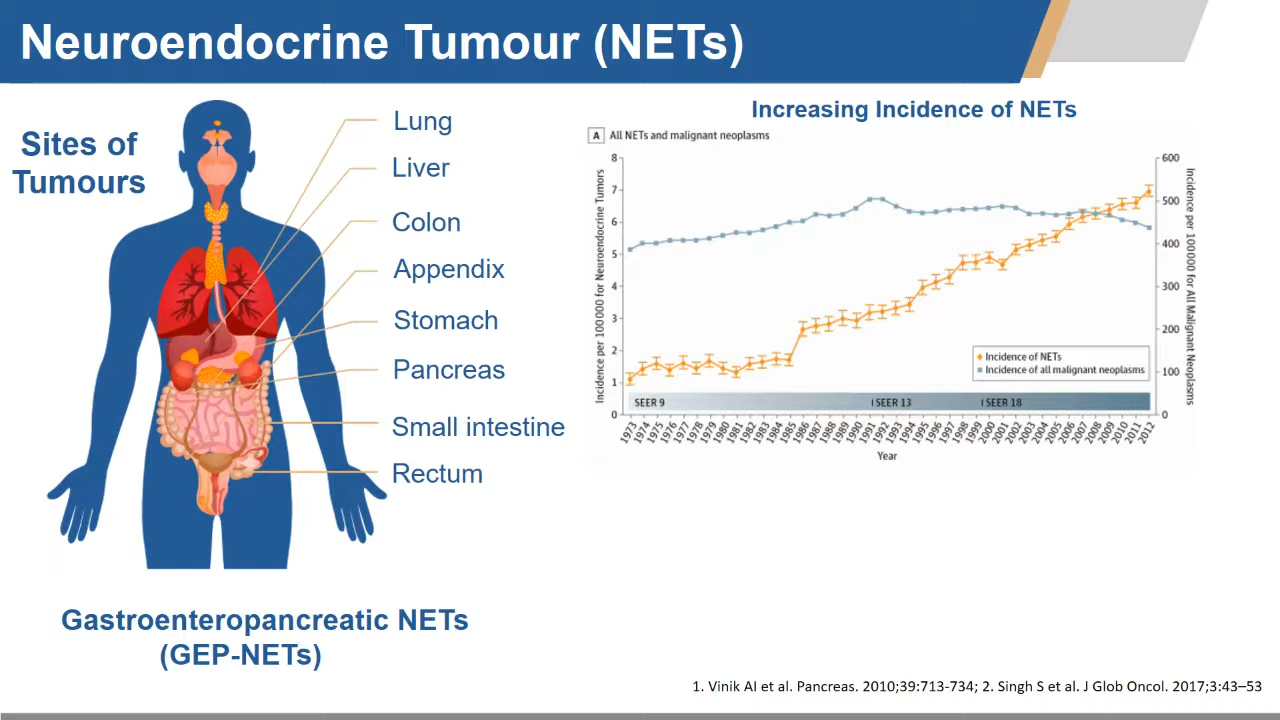 Neuroendocrine Tumour (NETs)
Sites of
Tumours
Lung
Liver
Colon
Appendix
Stomach
Pancreas
Small intestine
Rectum
Gastroenteropancreatic NETs
(GEP-NETs)
Increasing Incidence of NETs
A All NETs and malignant neoplasms
Incidence per 100 000 for Neuroendocrine Tumors
8
7
6
5
4
3
2
1
0
600
500
400
300
200
100
0
Incidence per 100 000 for All Malignant Neoplasms
Incidence of NETs
Incidence of all malignant neoplasms
SEER 9
SEER 13
SEER 18
1973 1974 1975 1976 1977 1978 1979 1980 1981 1982 1983 1984 1985 1986 1987 1988 1989 1990 1991 1992 1993 1994 1995 1996 1997 1998 1999 2000 2001 2002 2003 2004 2005 2006 2007 2008 2009 2010 2011 2012
Year
1. Vinik AI et al. Pancreas. 2010;39:713-734; 2. Singh S et al. J Glob Oncol. 2017;3:43–53